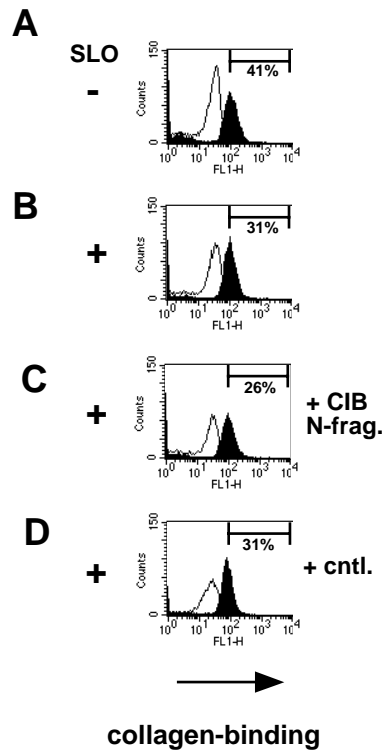 A
SLO
-
150
Counts
0
41%
10^0 10^1 10^2 10^3 10^4
FL1-H
B
+
150
Counts
0
31%
10^0 10^1 10^2 10^3 10^4
FL1-H
C
+
150
Counts
0
26%
10^0 10^1 10^2 10^3 10^4
FL1-H
+ CIB
N-frag.
D
+
150
Counts
0
31%
10^0 10^1 10^2 10^3 10^4
FL1-H
+ cntl.
collagen-binding